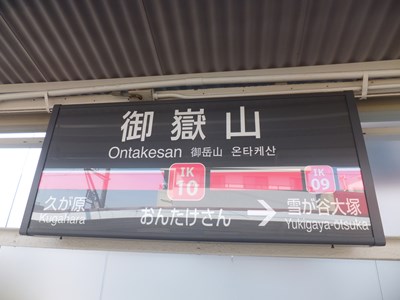 御嶽山
Ontakesan 御岳山 온타케산
IK 10
IK 09
久が原 おんたけさん → 雪が谷大塚
Kugahara Yukigaya-otsuka